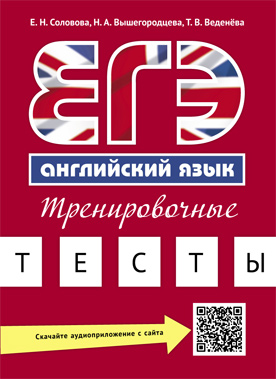 Е. Н. Соловова, Н. А. Вышегородцева, Т. В. Веденёва
ЕГЭ
АНГЛИЙСКИЙ ЯЗЫК
Тренировочные
ТЕСТЫ
Скачайте аудиоприложение с сайта